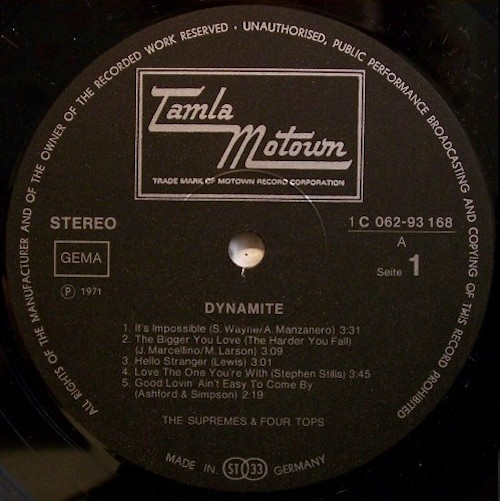 ALL RIGHTS OF THE MANUFACTURER AND OF THE OWNER OF THE RECORDED WORK RESERVED · UNAUTHORISED, PUBLIC PERFORMANCE BROADCASTING AND COPYING OF THIS RECORD PROHIBITED
Tamla
Motown
TRADE MARK OF MOTOWN RECORD CORPORATION
STEREO
1 C 062-93 168
A
GEMA
Seite 1
Ⓟ 1971
DYNAMITE
1. It's Impossible (S. Wayne/A. Manzanero) 3:31
2. The Bigger You Love (The Harder You Fall)
(J. Marcellino/M. Larson) 3:09
3. Hello Stranger (Lewis) 3:01
4. Love The One You're With (Stephen Stills) 3:45
5. Good Lovin' Ain't Easy To Come By
(Ashford & Simpson) 2:19
THE SUPREMES & FOUR TOPS
MADE IN ST 33 GERMANY